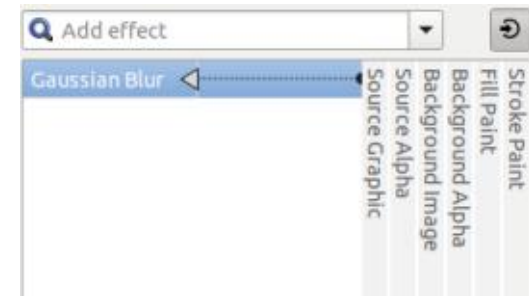 Add effect
Gaussian Blur
Source Graphic
Source Alpha
Background Image
Background Alpha
Fill Paint
Stroke Paint